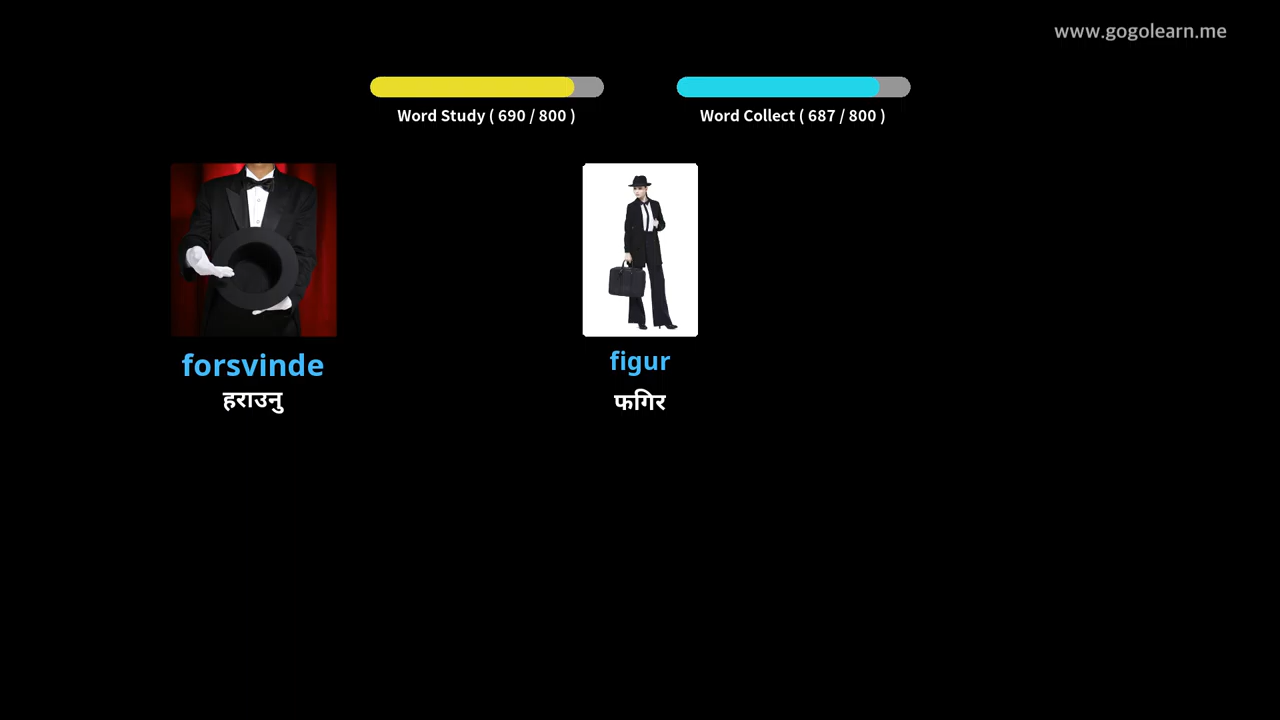 www.gogolearn.me
Word Study ( 690 / 800 )
Word Collect ( 687 / 800 )
forsvinde
हराउनु
figur
फगिर